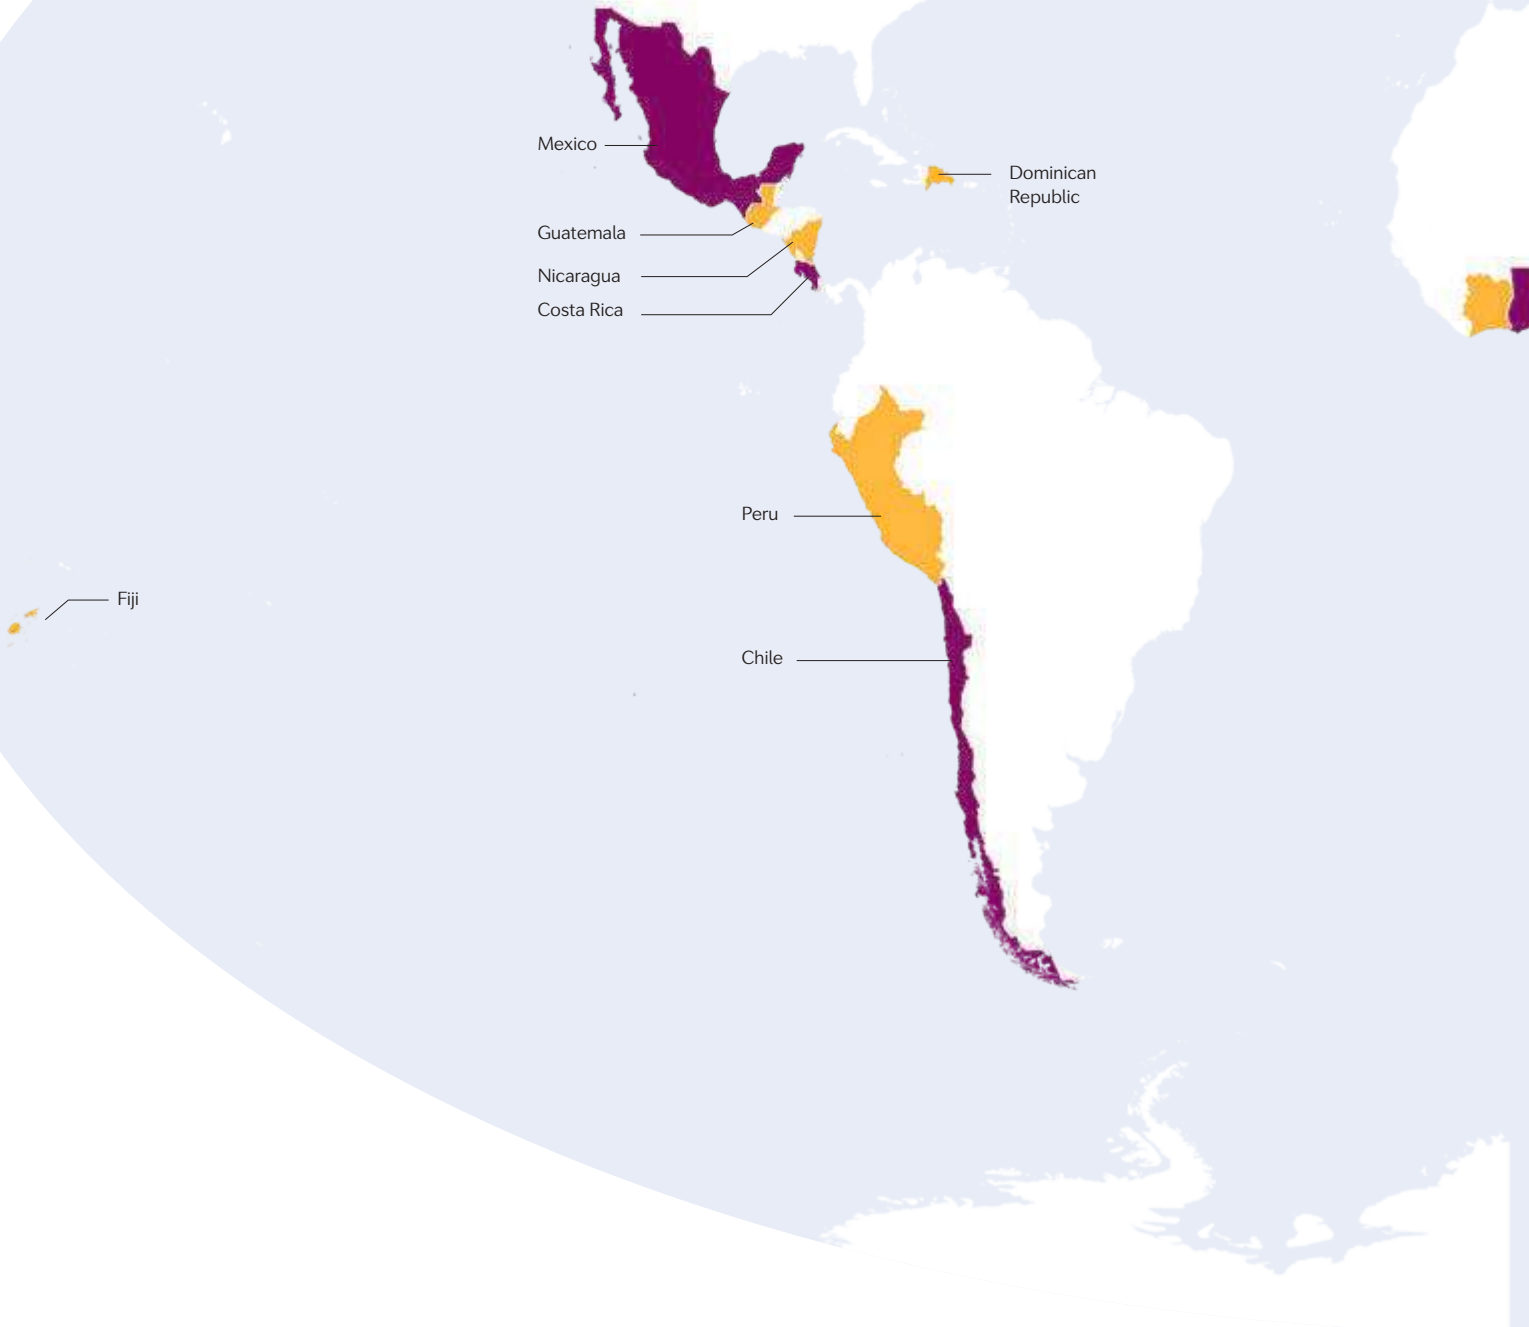 Mexico
Dominican
Republic
Guatemala
Nicaragua
Costa Rica
Peru
Fiji
Chile